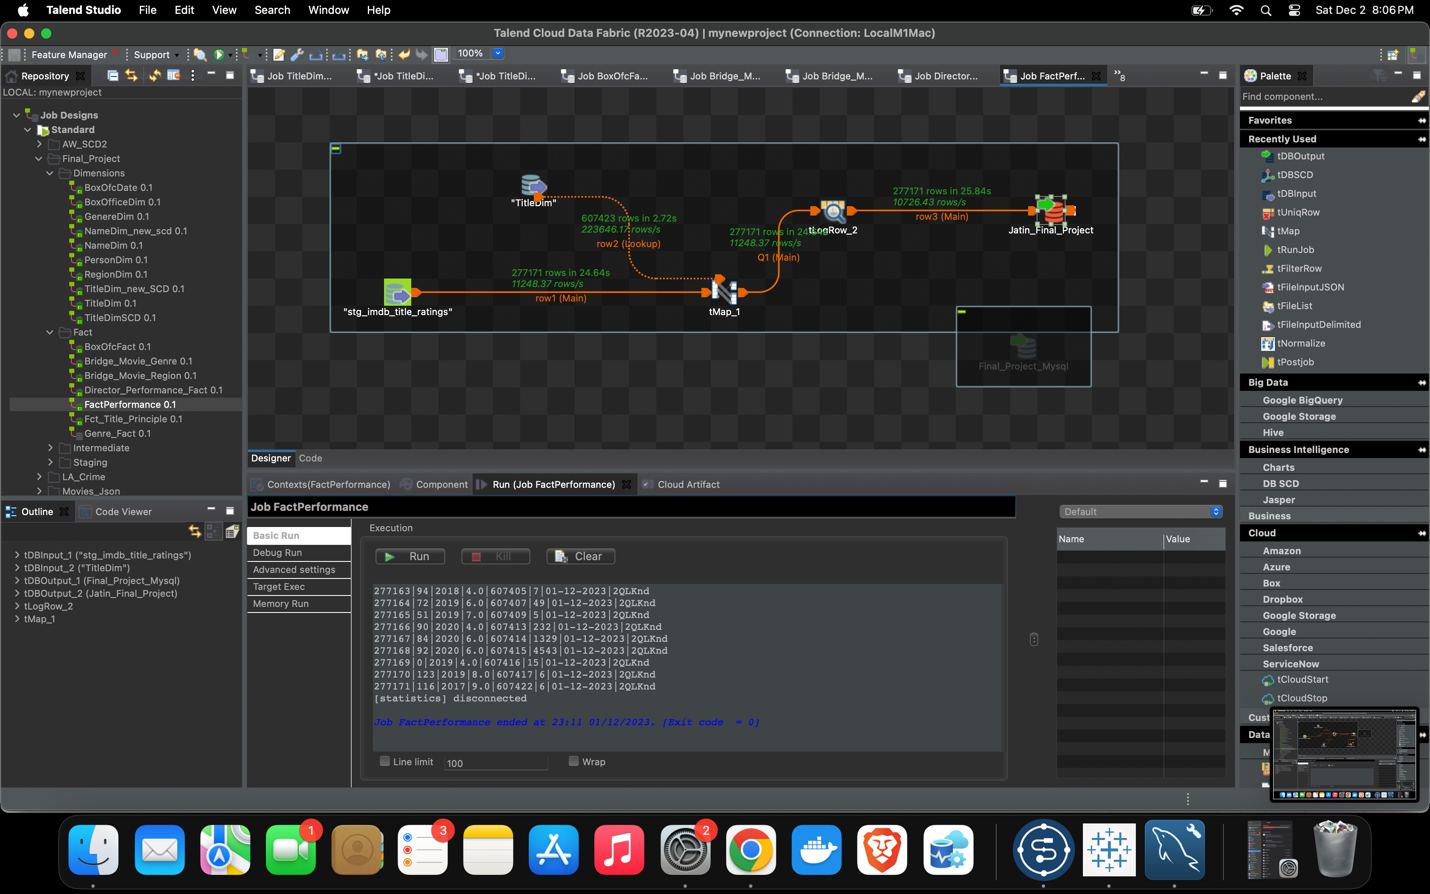 Talend Studio File Edit View Search Window Help Sat Dec 2 8:06 PM
Talend Cloud Data Fabric (R2023-04) | mynewproject (Connection: LocalM1Mac)
Feature Manager Support 100%
Repository
LOCAL: mynewproject
Job Designs
Standard
AW_SCD2
Final_Project
Dimensions
BoxOfcDate 0.1
BoxOfficeDim 0.1
GenereDim 0.1
NameDim_new_scd 0.1
NameDim 0.1
PersonDim 0.1
RegionDim 0.1
TitleDim_new_SCD 0.1
TitleDim 0.1
TitleDimSCD 0.1
Fact
BoxOfcFact 0.1
Bridge_Movie_Genre 0.1
Bridge_Movie_Region 0.1
Director_Performance_Fact 0.1
FactPerformance 0.1
Fct_Title_Principle 0.1
Genre_Fact 0.1
Intermediate
Staging
LA_Crime
Movies_Json
Job TitleDim... *Job TitleDi... *Job TitleDi... Job BoxOfcFa... Job Bridge_M... Job Bridge_M... Job Director... Job FactPerf... »8
"TitleDim"
607423 rows in 2.72s
223646.17 rows/s
row2 (Lookup)
277171 rows in 24.64s
11248.37 rows/s
row1 (Main)
"stg_imdb_title_ratings"
tMap_1
11248.37 rows/s
Q1 (Main)
tLogRow_2
277171 rows in 25.84s
10726.43 rows/s
row3 (Main)
Jatin_Final_Project
Final_Project_Mysql
Designer Code
Contexts(FactPerformance) Component Run (Job FactPerformance) Cloud Artifact
Job FactPerformance
Basic Run
Debug Run
Advanced settings
Target Exec
Memory Run
Execution
Run Kill Clear
277163|94|2018|4.0|607405|7|01-12-2023|2QLKnd
277164|72|2019|6.0|607407|49|01-12-2023|2QLKnd
277165|51|2019|7.0|607409|5|01-12-2023|2QLKnd
277166|90|2020|4.0|607413|232|01-12-2023|2QLKnd
277167|84|2020|6.0|607414|1329|01-12-2023|2QLKnd
277168|92|2020|6.0|607415|4543|01-12-2023|2QLKnd
277169|0|2019|4.0|607416|15|01-12-2023|2QLKnd
277170|123|2019|8.0|607417|6|01-12-2023|2QLKnd
277171|116|2017|9.0|607422|6|01-12-2023|2QLKnd
[statistics] disconnected
Job FactPerformance ended at 23:11 01/12/2023. [Exit code = 0]
Line limit 100 Wrap
Default
Name Value
Outline Code Viewer
tDBInput_1 ("stg_imdb_title_ratings")
tDBInput_2 ("TitleDim")
tDBOutput_1 (Final_Project_Mysql)
tDBOutput_2 (Jatin_Final_Project)
tLogRow_2
tMap_1
Palette
Find component...
Favorites
Recently Used
tDBOutput
tDBSCD
tDBInput
tUniqRow
tMap
tRunJob
tFilterRow
tFileInputJSON
tFileList
tFileInputDelimited
tNormalize
tPostjob
Big Data
Google BigQuery
Google Storage
Hive
Business Intelligence
Charts
DB SCD
Jasper
Business
Cloud
Amazon
Azure
Box
Dropbox
Google Storage
Google
Salesforce
ServiceNow
tCloudStart
tCloudStop
Cust
Data
1 3 2